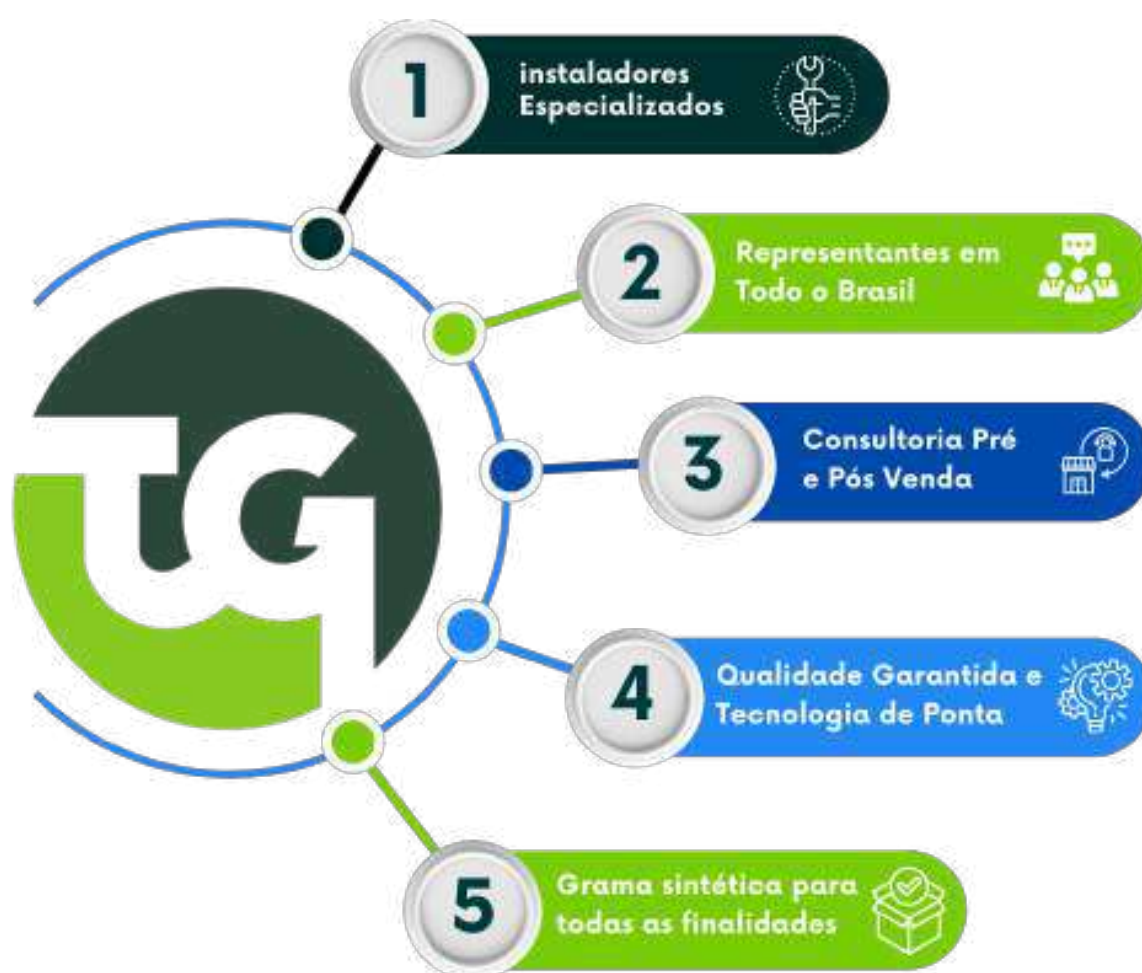 1
instaladores
Especializados
2
Representantes em
Todo o Brasil
TG
3
Consultoria Pré
e Pós Venda
4
Qualidade Garantida e
Tecnologia de Ponta
5
Grama sintética para
todas as finalidades